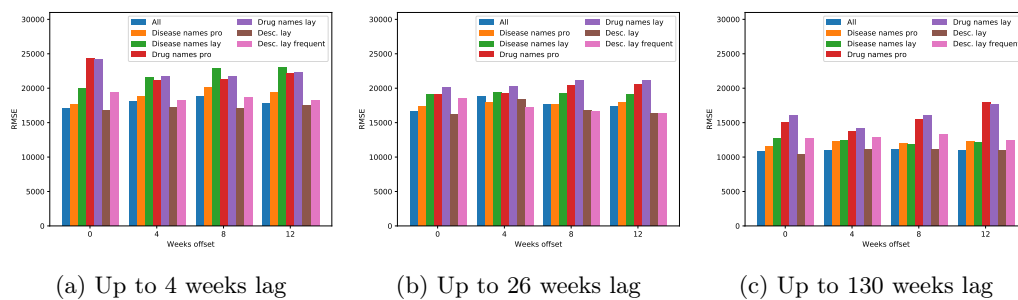 30000
25000
20000
15000
10000
5000
0
RMSE
All
Disease names pro
Disease names lay
Drug names pro
Drug names lay
Desc. lay
Desc. lay frequent
0 4 8 12
Weeks offset
(a) Up to 4 weeks lag
30000
25000
20000
15000
10000
5000
0
RMSE
All
Disease names pro
Disease names lay
Drug names pro
Drug names lay
Desc. lay
Desc. lay frequent
0 4 8 12
Weeks offset
(b) Up to 26 weeks lag
30000
25000
20000
15000
10000
5000
0
RMSE
All
Disease names pro
Disease names lay
Drug names pro
Drug names lay
Desc. lay
Desc. lay frequent
0 4 8 12
Weeks offset
(c) Up to 130 weeks lag